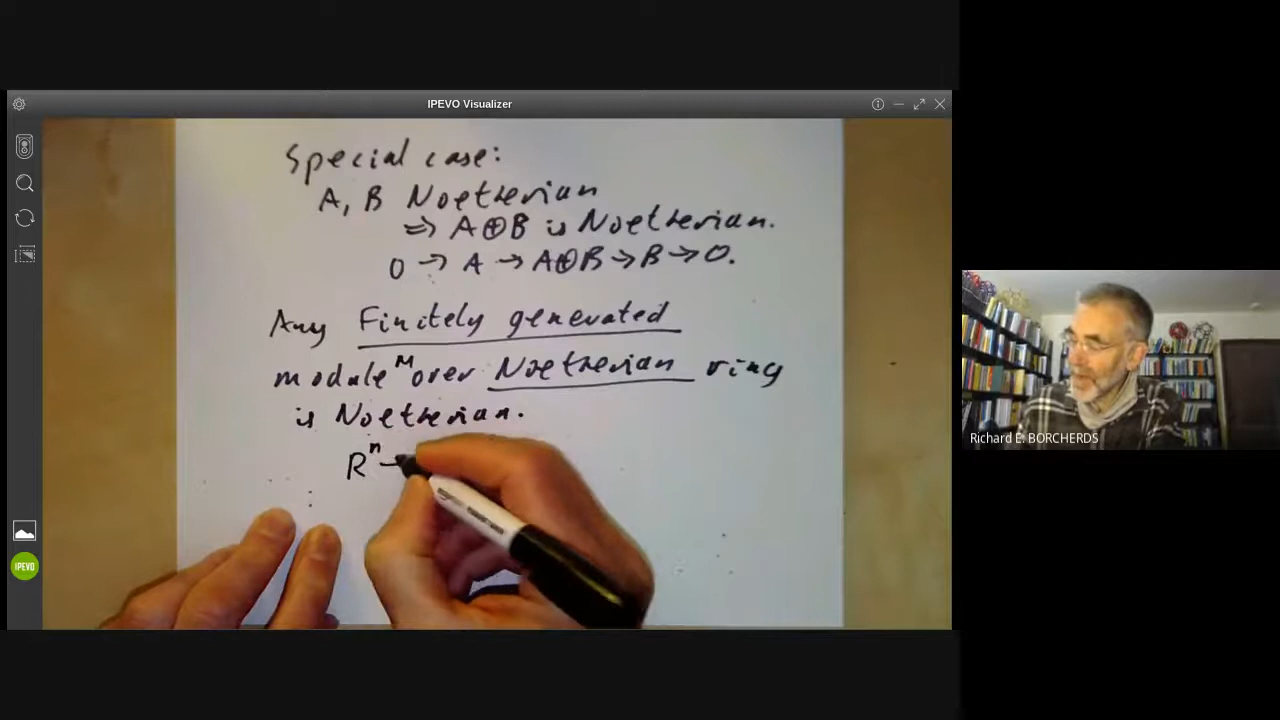 IPEVO Visualizer
Special case:
A, B Noetherian
⇒ A⊕B is Noetherian.
0 → A → A⊕B → B → 0.
Any Finitely generated
module M over Noetherian ring
is Noetherian.
Rⁿ →
Richard E. BORCHERDS
IPEVO